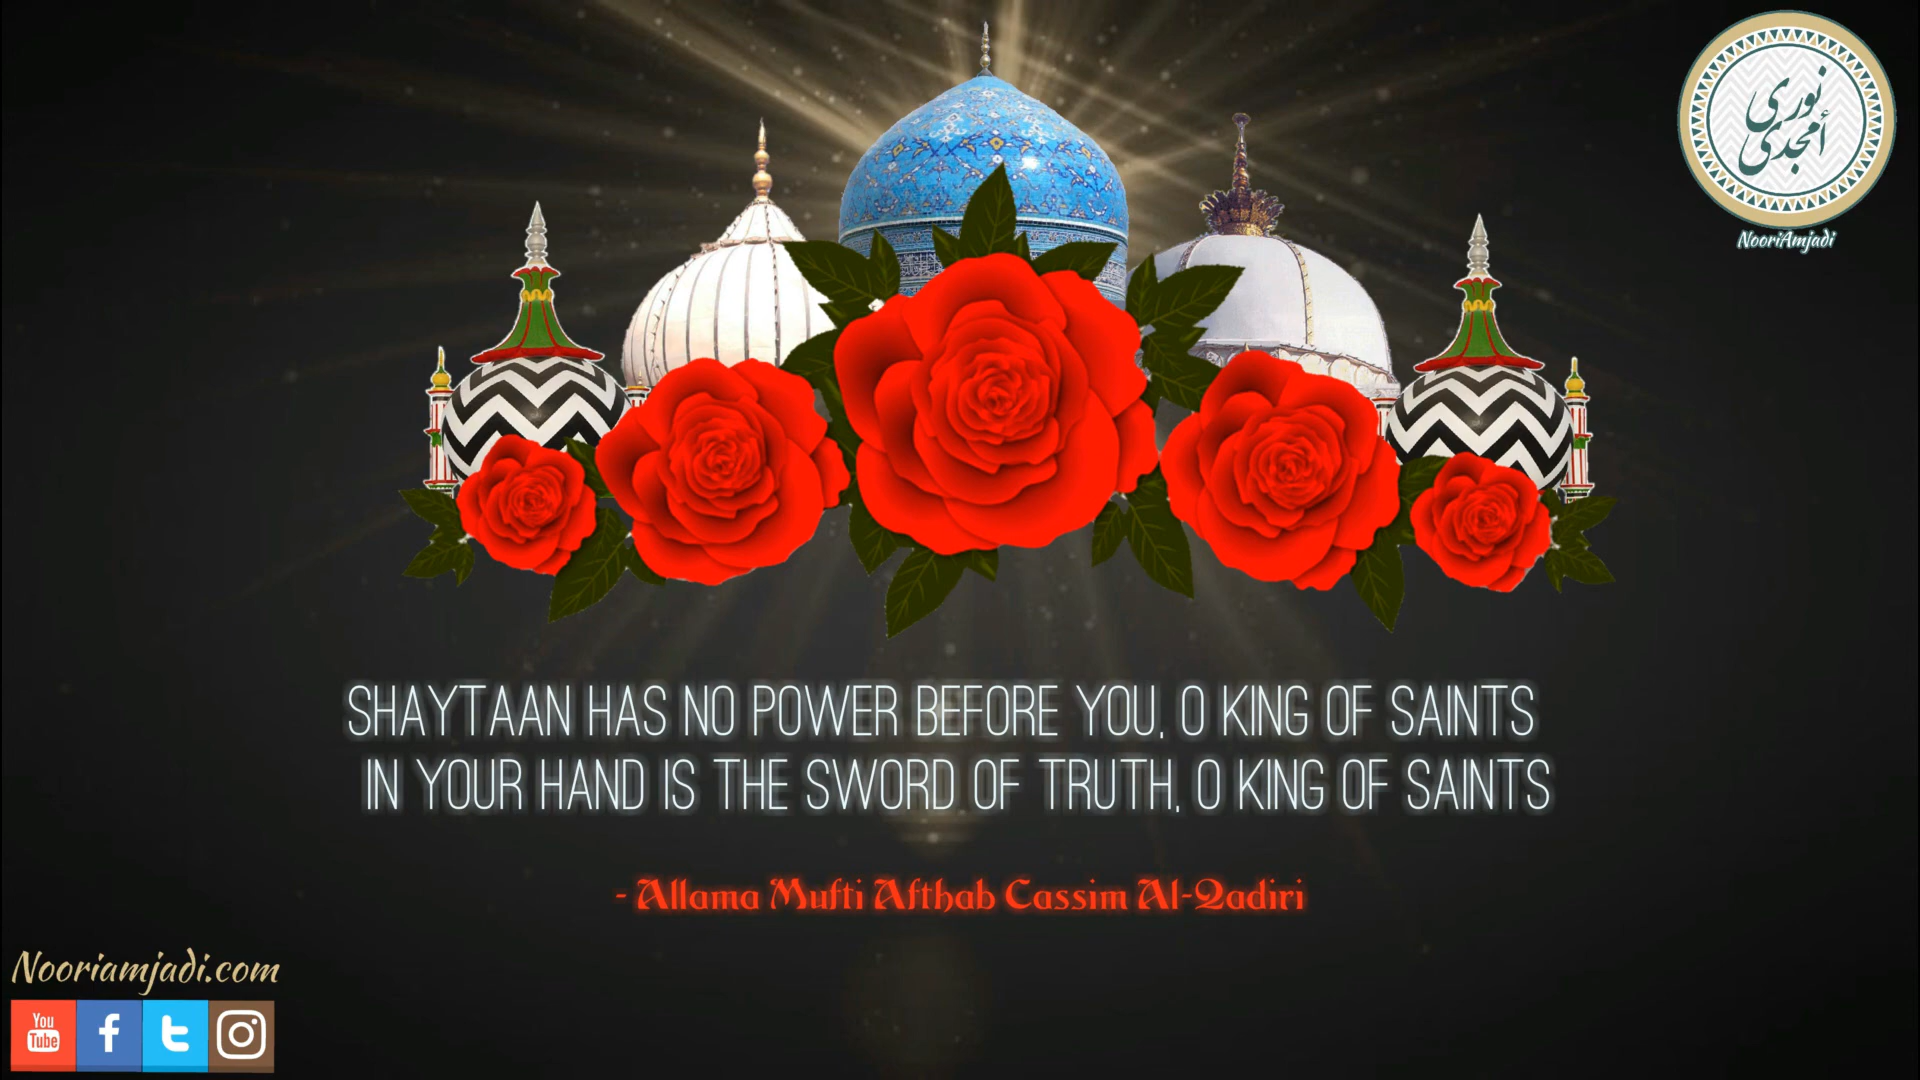 نوری
أمجدی
NooriAmjadi
SHAYTAAN HAS NO POWER BEFORE YOU, O KING OF SAINTS
IN YOUR HAND IS THE SWORD OF TRUTH, O KING OF SAINTS
- Allama Mufti Afthab Cassim Al-Qadiri
Nooriamjadi.com
You
Tube